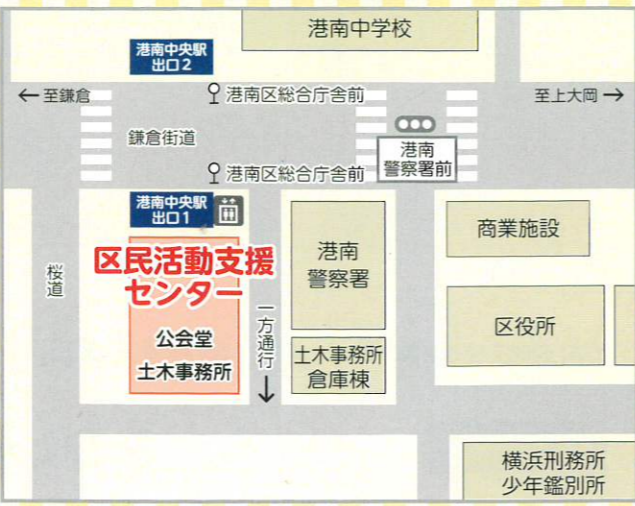 港南中学校
港南中央駅
出口2
←至鎌倉
港南区総合庁舎前
至上大岡→
鎌倉街道
港南
警察署前
港南区総合庁舎前
港南中央駅
出口1
商業施設
区民活動支援
センター
港南
警察署
桜道
一方通行
区役所
公会堂
土木事務所
土木事務所
倉庫棟
横浜刑務所
少年鑑別所